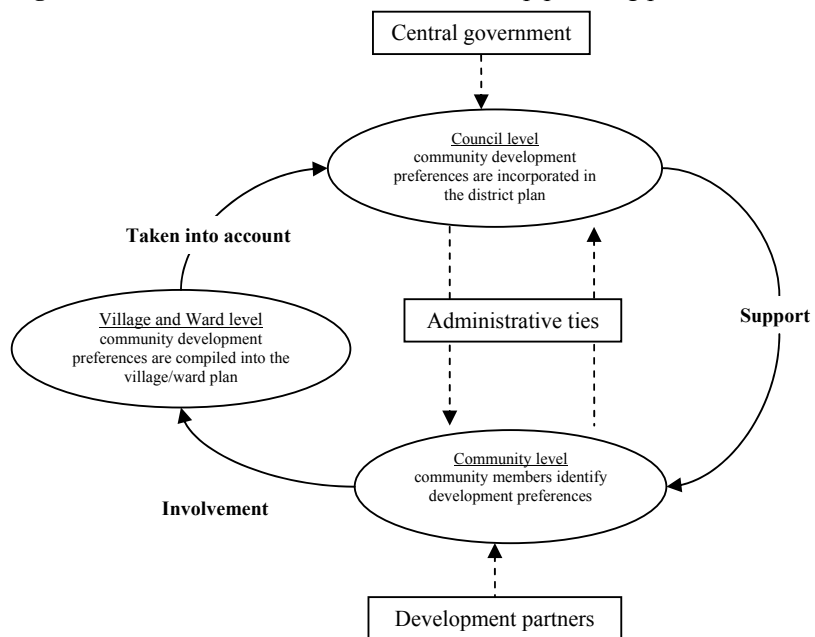 Central government
Council level
community development
preferences are incorporated in
the district plan
Taken into account
Village and Ward level
community development
preferences are compiled into the
village/ward plan
Administrative ties
Support
Community level
community members identify
development preferences
Involvement
Development partners